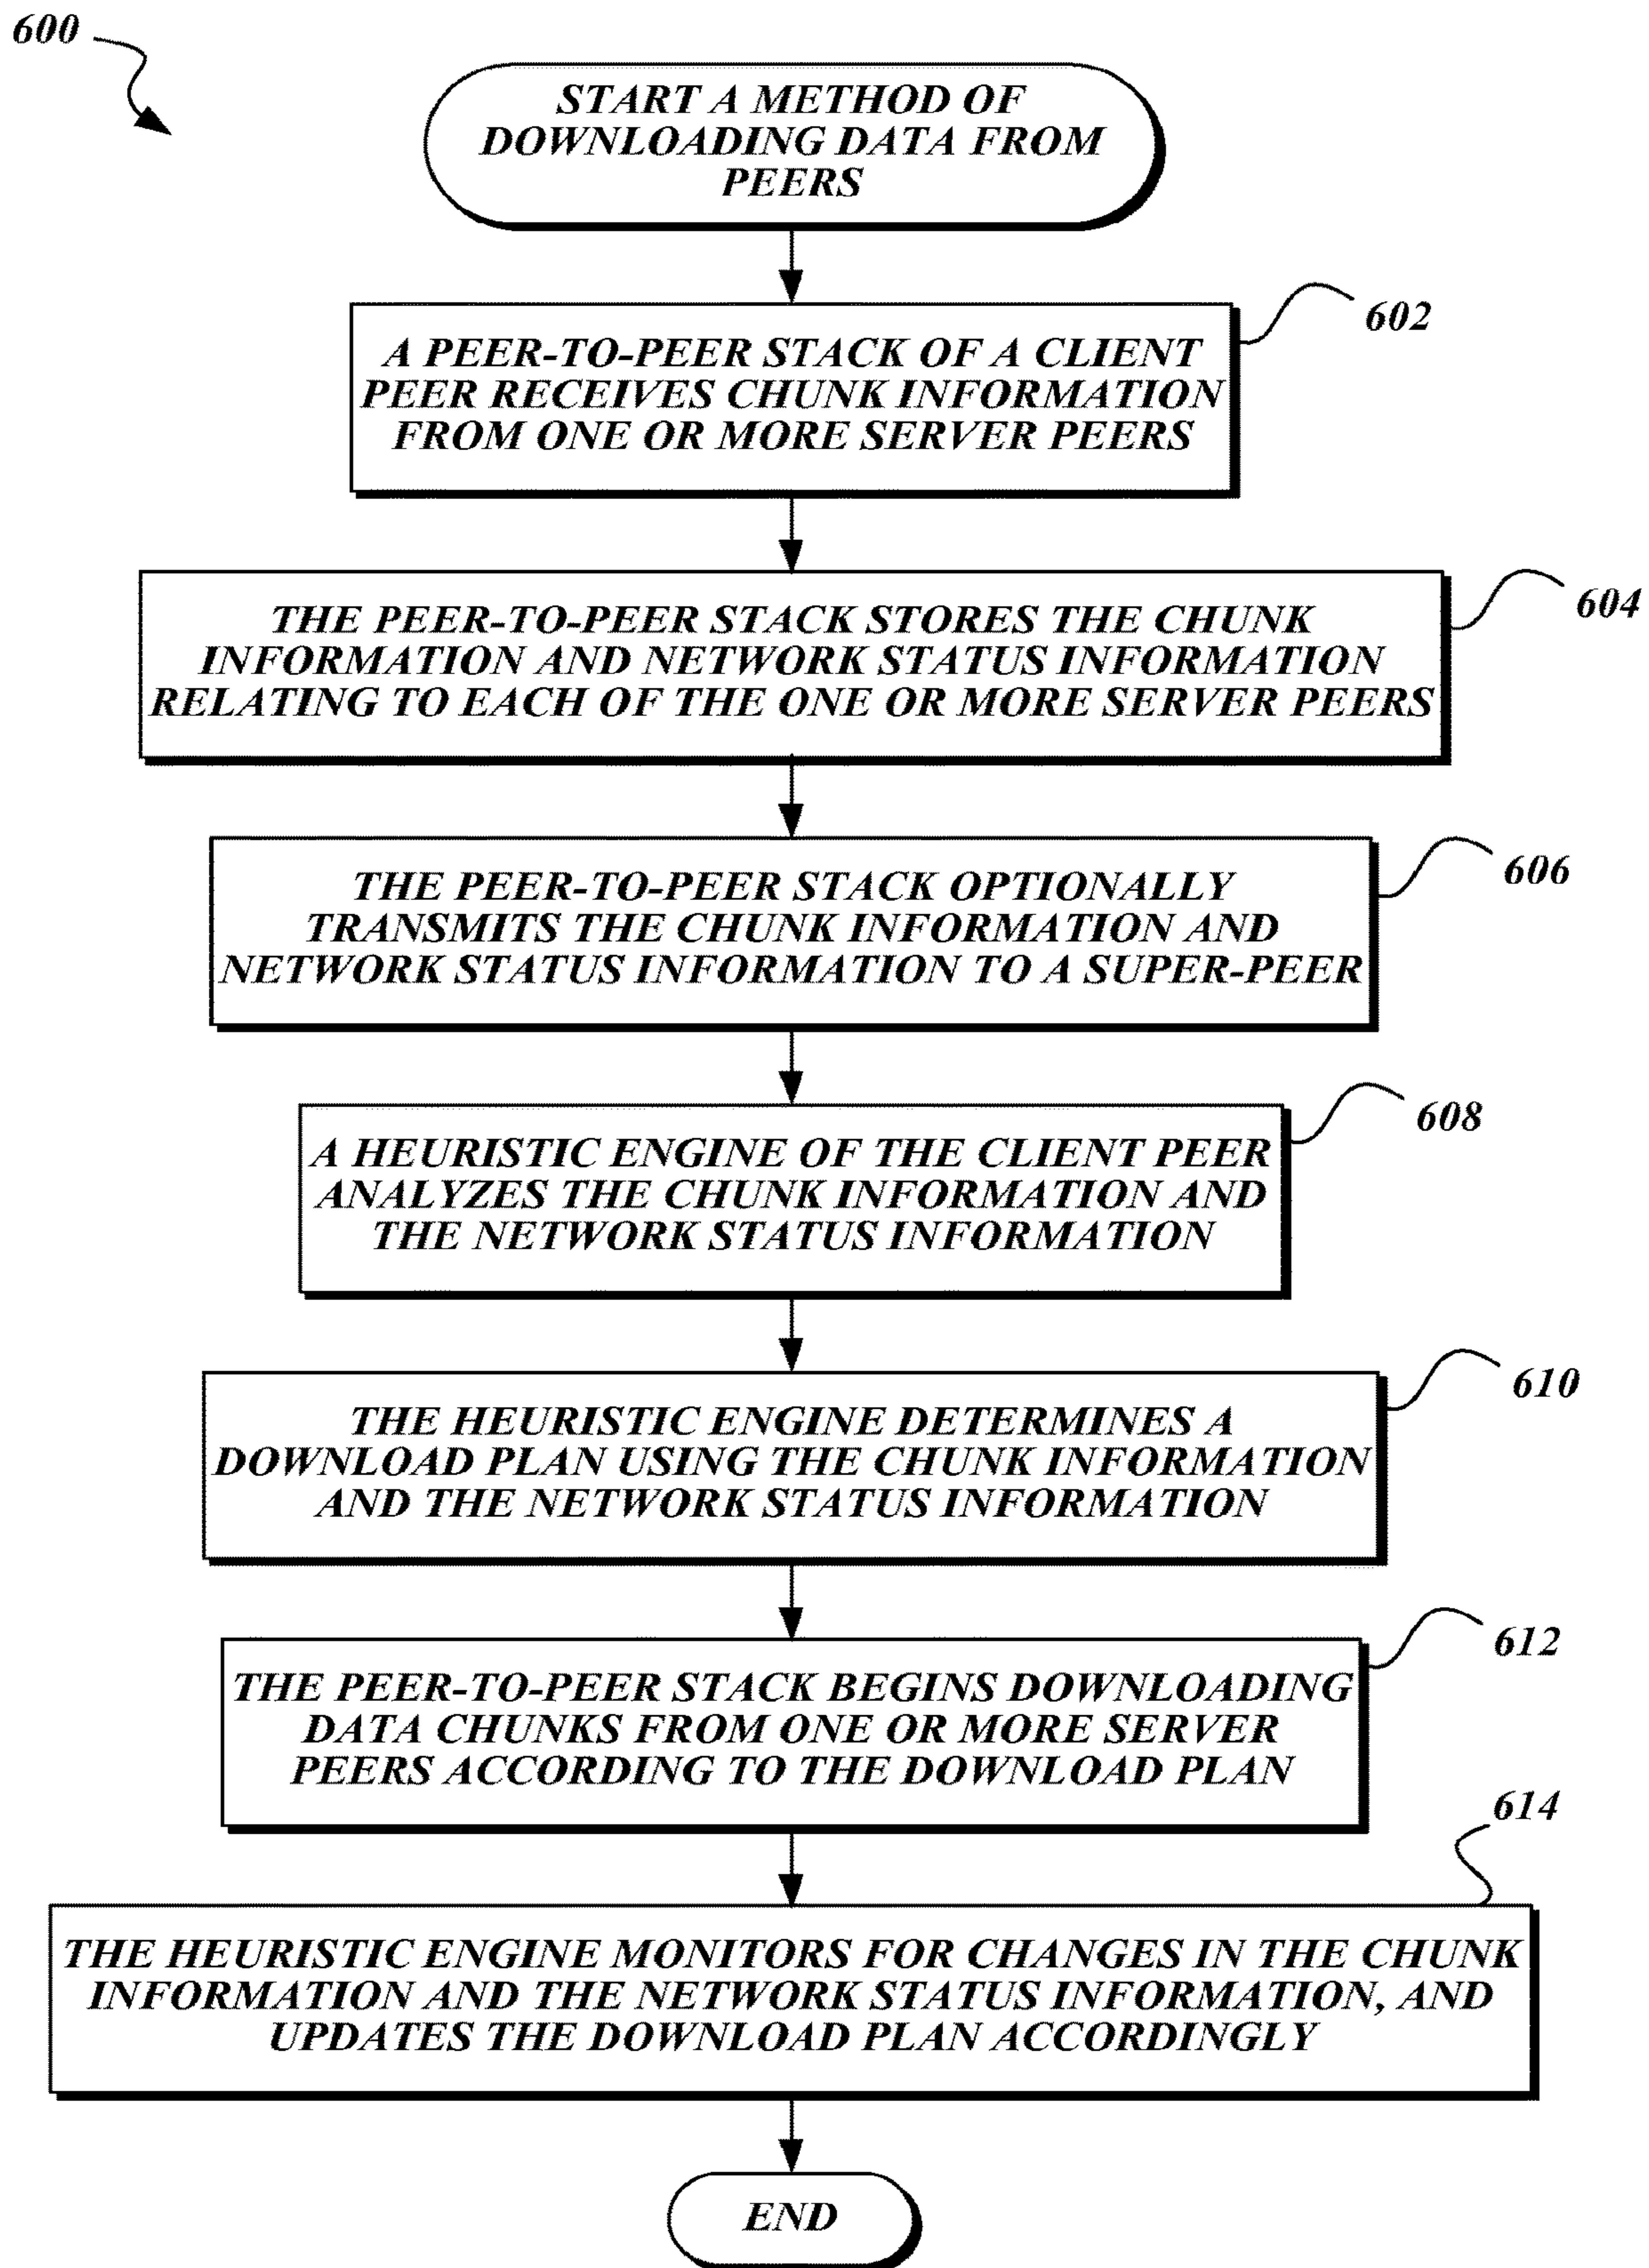 600
START A METHOD OF
DOWNLOADING DATA FROM
PEERS
602
A PEER-TO-PEER STACK OF A CLIENT
PEER RECEIVES CHUNK INFORMATION
FROM ONE OR MORE SERVER PEERS
604
THE PEER-TO-PEER STACK STORES THE CHUNK
INFORMATION AND NETWORK STATUS INFORMATION
RELATING TO EACH OF THE ONE OR MORE SERVER PEERS
606
THE PEER-TO-PEER STACK OPTIONALLY
TRANSMITS THE CHUNK INFORMATION AND
NETWORK STATUS INFORMATION TO A SUPER-PEER
608
A HEURISTIC ENGINE OF THE CLIENT PEER
ANALYZES THE CHUNK INFORMATION AND
THE NETWORK STATUS INFORMATION
610
THE HEURISTIC ENGINE DETERMINES A
DOWNLOAD PLAN USING THE CHUNK INFORMATION
AND THE NETWORK STATUS INFORMATION
612
THE PEER-TO-PEER STACK BEGINS DOWNLOADING
DATA CHUNKS FROM ONE OR MORE SERVER
PEERS ACCORDING TO THE DOWNLOAD PLAN
614
THE HEURISTIC ENGINE MONITORS FOR CHANGES IN THE CHUNK
INFORMATION AND THE NETWORK STATUS INFORMATION, AND
UPDATES THE DOWNLOAD PLAN ACCORDINGLY
END